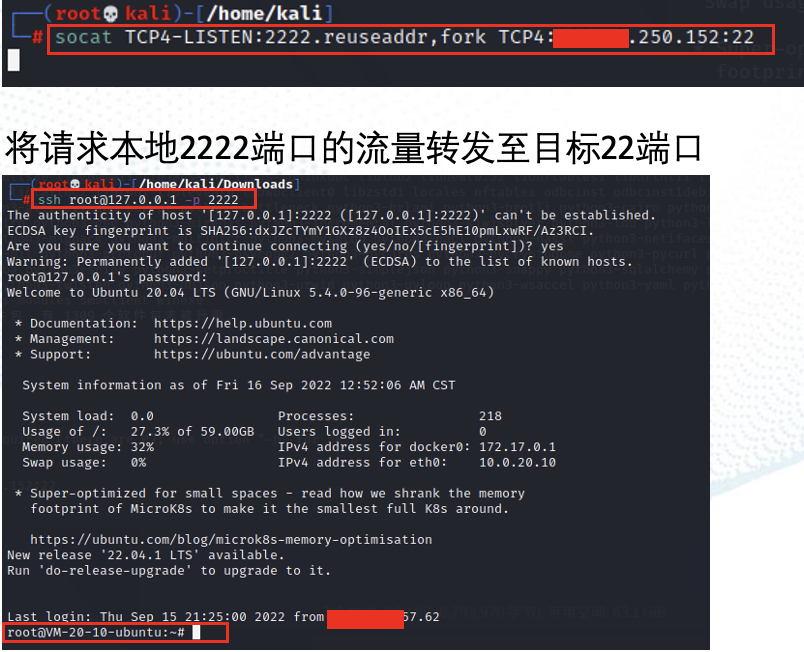 (root💀kali)-[/home/kali]
# socat TCP4-LISTEN:2222.reuseaddr,fork TCP4: .250.152:22
将请求本地2222端口的流量转发至目标22端口
(root💀kali)-[/home/kali/Downloads]
# ssh root@127.0.0.1 -p 2222
The authenticity of host '[127.0.0.1]:2222 ([127.0.0.1]:2222)' can't be established.
ECDSA key fingerprint is SHA256:dxJZcTYmY1GXz8z4OoIEx5cE5hE10pmLxwRF/Az3RCI.
Are you sure you want to continue connecting (yes/no/[fingerprint])? yes
Warning: Permanently added '[127.0.0.1]:2222' (ECDSA) to the list of known hosts.
root@127.0.0.1's password:
Welcome to Ubuntu 20.04 LTS (GNU/Linux 5.4.0-96-generic x86_64)
* Documentation: https://help.ubuntu.com
* Management: https://landscape.canonical.com
* Support: https://ubuntu.com/advantage
System information as of Fri 16 Sep 2022 12:52:06 AM CST
System load: 0.0 Processes: 218
Usage of /: 27.3% of 59.00GB Users logged in: 0
Memory usage: 32% IPv4 address for docker0: 172.17.0.1
Swap usage: 0% IPv4 address for eth0: 10.0.20.10
* Super-optimized for small spaces - read how we shrank the memory
footprint of MicroK8s to make it the smallest full K8s around.
https://ubuntu.com/blog/microk8s-memory-optimisation
New release '22.04.1 LTS' available.
Run 'do-release-upgrade' to upgrade to it.
Last login: Thu Sep 15 21:25:00 2022 from 57.62
root@VM-20-10-ubuntu:~#